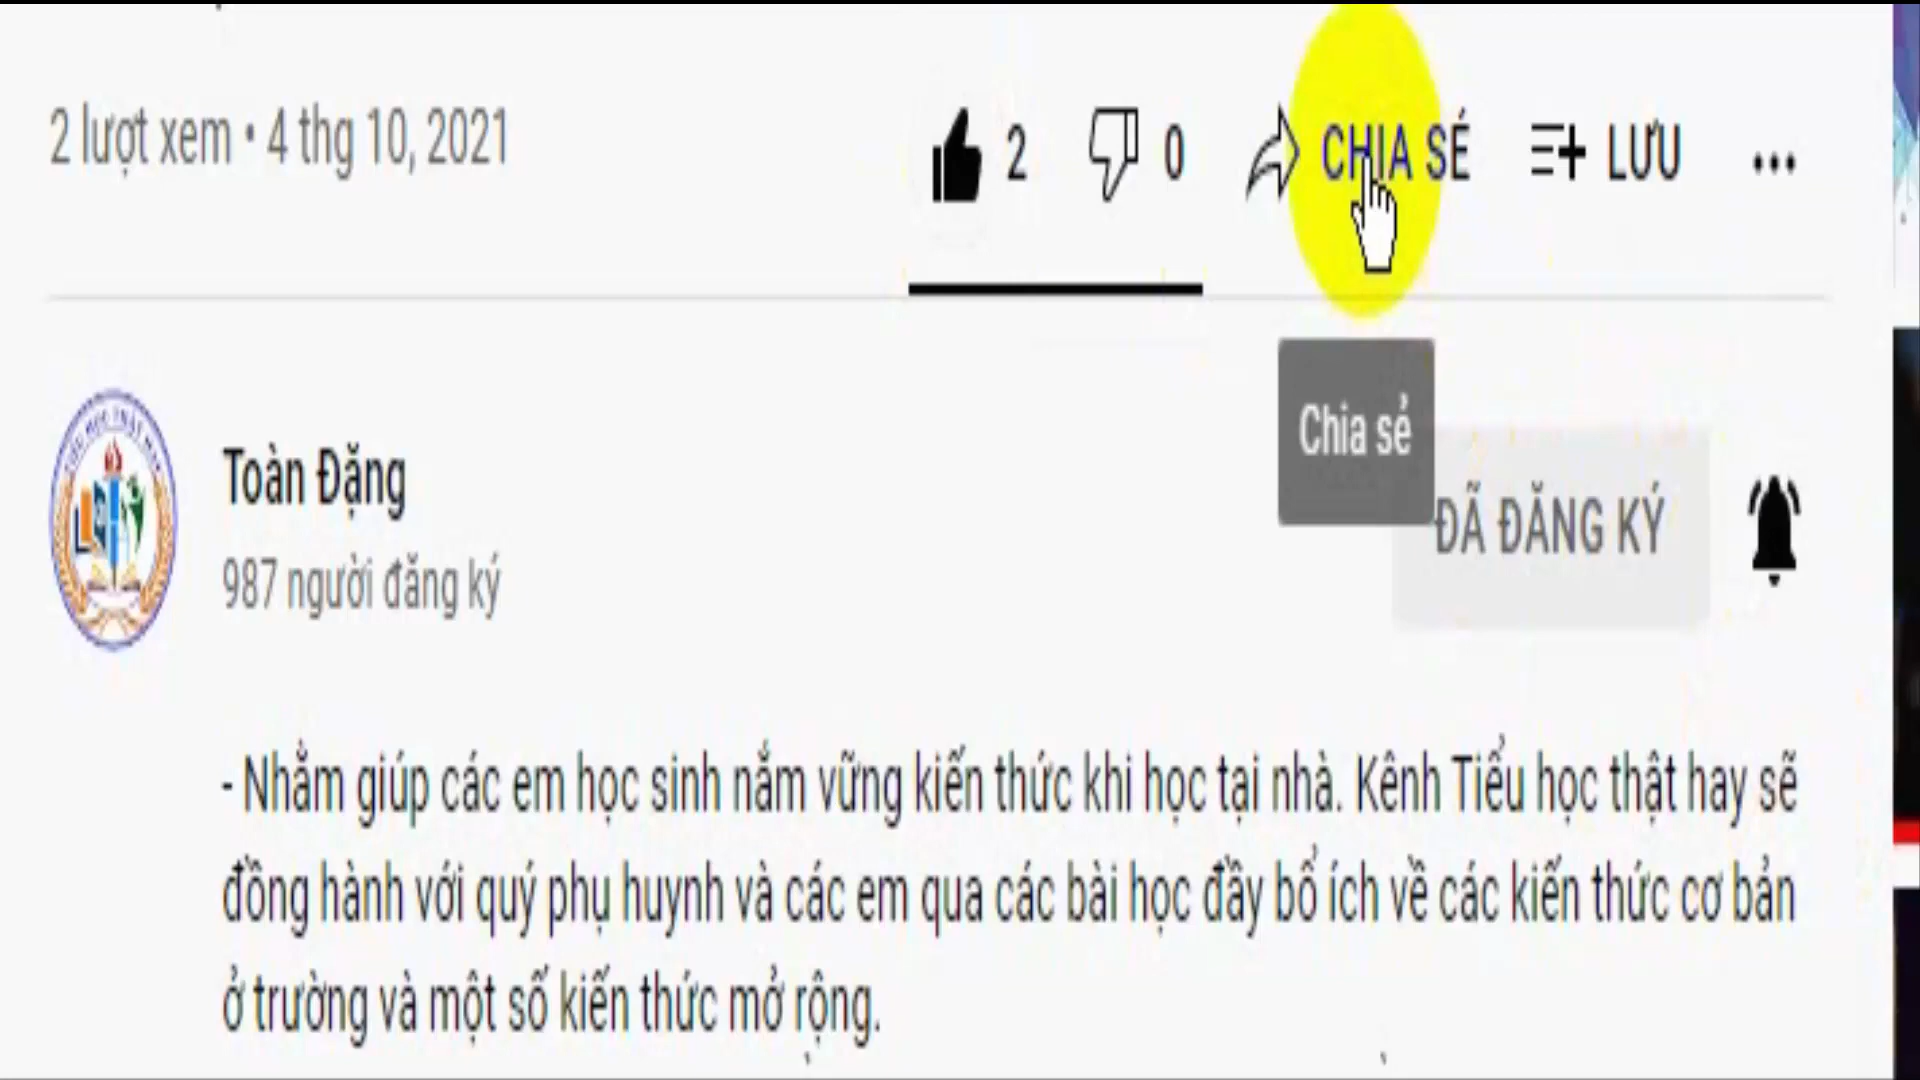 2 lượt xem • 4 thg 10, 2021
2
0
CHIA SẺ
LƯU
Chia sẻ
Toàn Đặng
987 người đăng ký
ĐÃ ĐĂNG KÝ
- Nhằm giúp các em học sinh nắm vững kiến thức khi học tại nhà. Kênh Tiểu học thật hay sẽ
đồng hành với quý phụ huynh và các em qua các bài học đầy bổ ích về các kiến thức cơ bản
ở trường và một số kiến thức mở rộng.